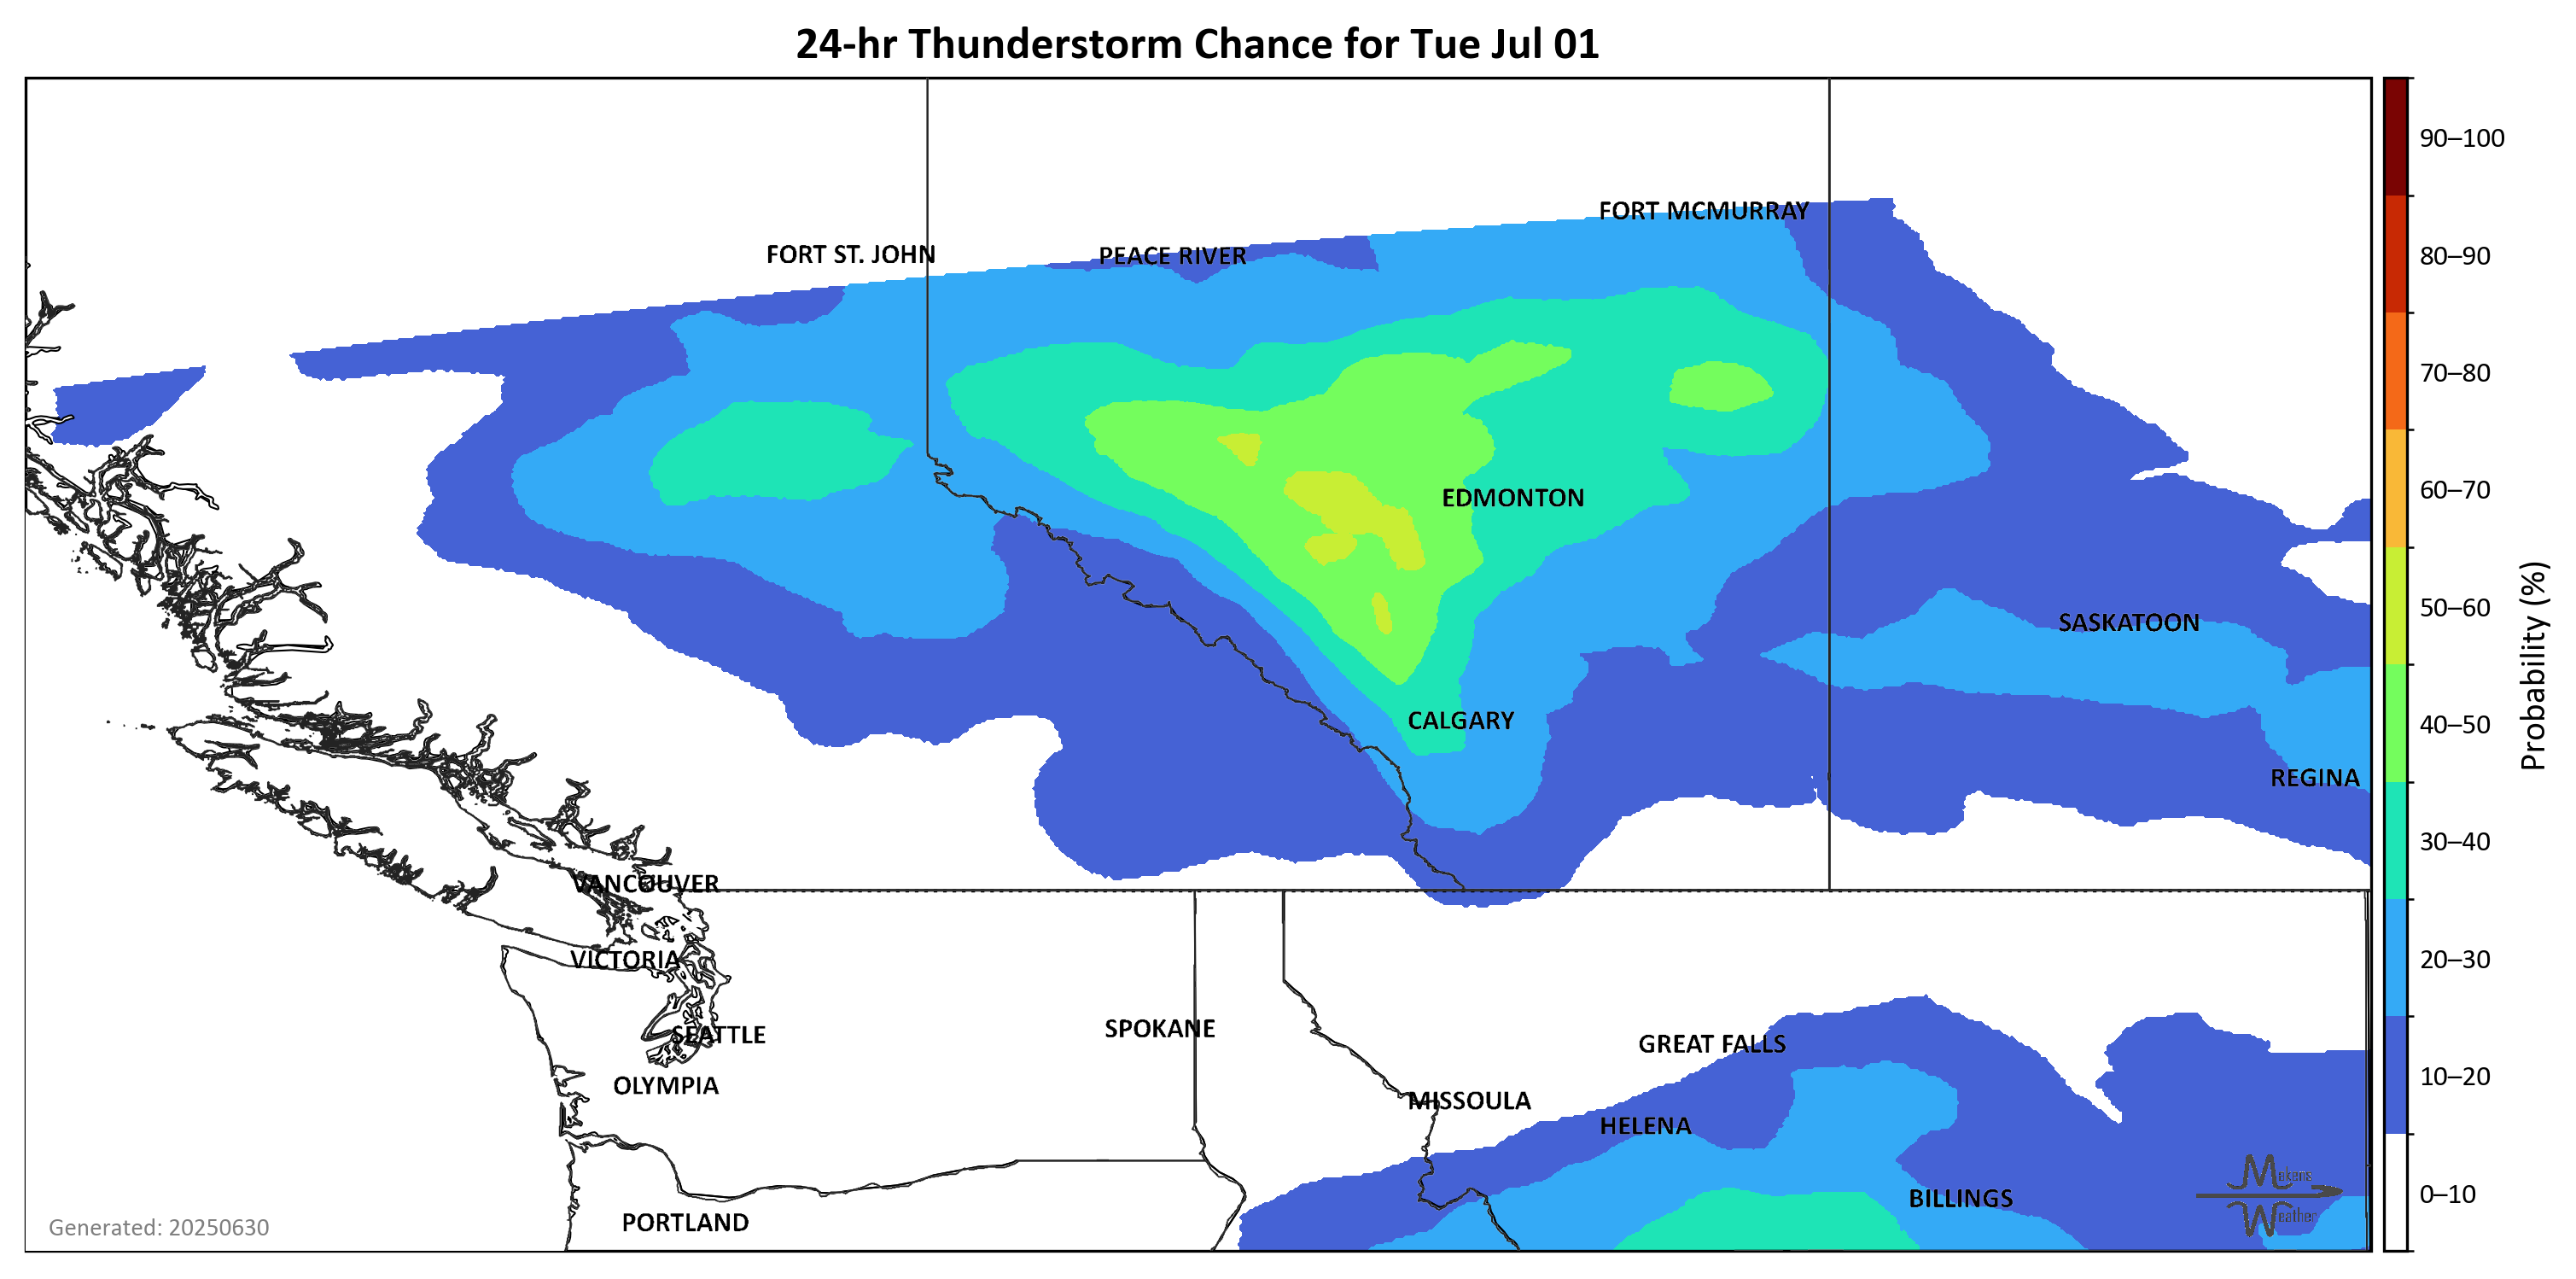 24-hr Thunderstorm Chance for Tue Jul 01
90–100
FORT MCMURRAY
FORT ST. JOHN
PEACE RIVER
80–90
70–80
60–70
EDMONTON
50–60
SASKATOON
Probability (%)
40–50
CALGARY
REGINA
30–40
VANCOUVER
VICTORIA
20–30
SPOKANE
SEATTLE
GREAT FALLS
10–20
OLYMPIA
MISSOULA
HELENA
Mekens
Weather
0–10
BILLINGS
PORTLAND
Generated: 20250630